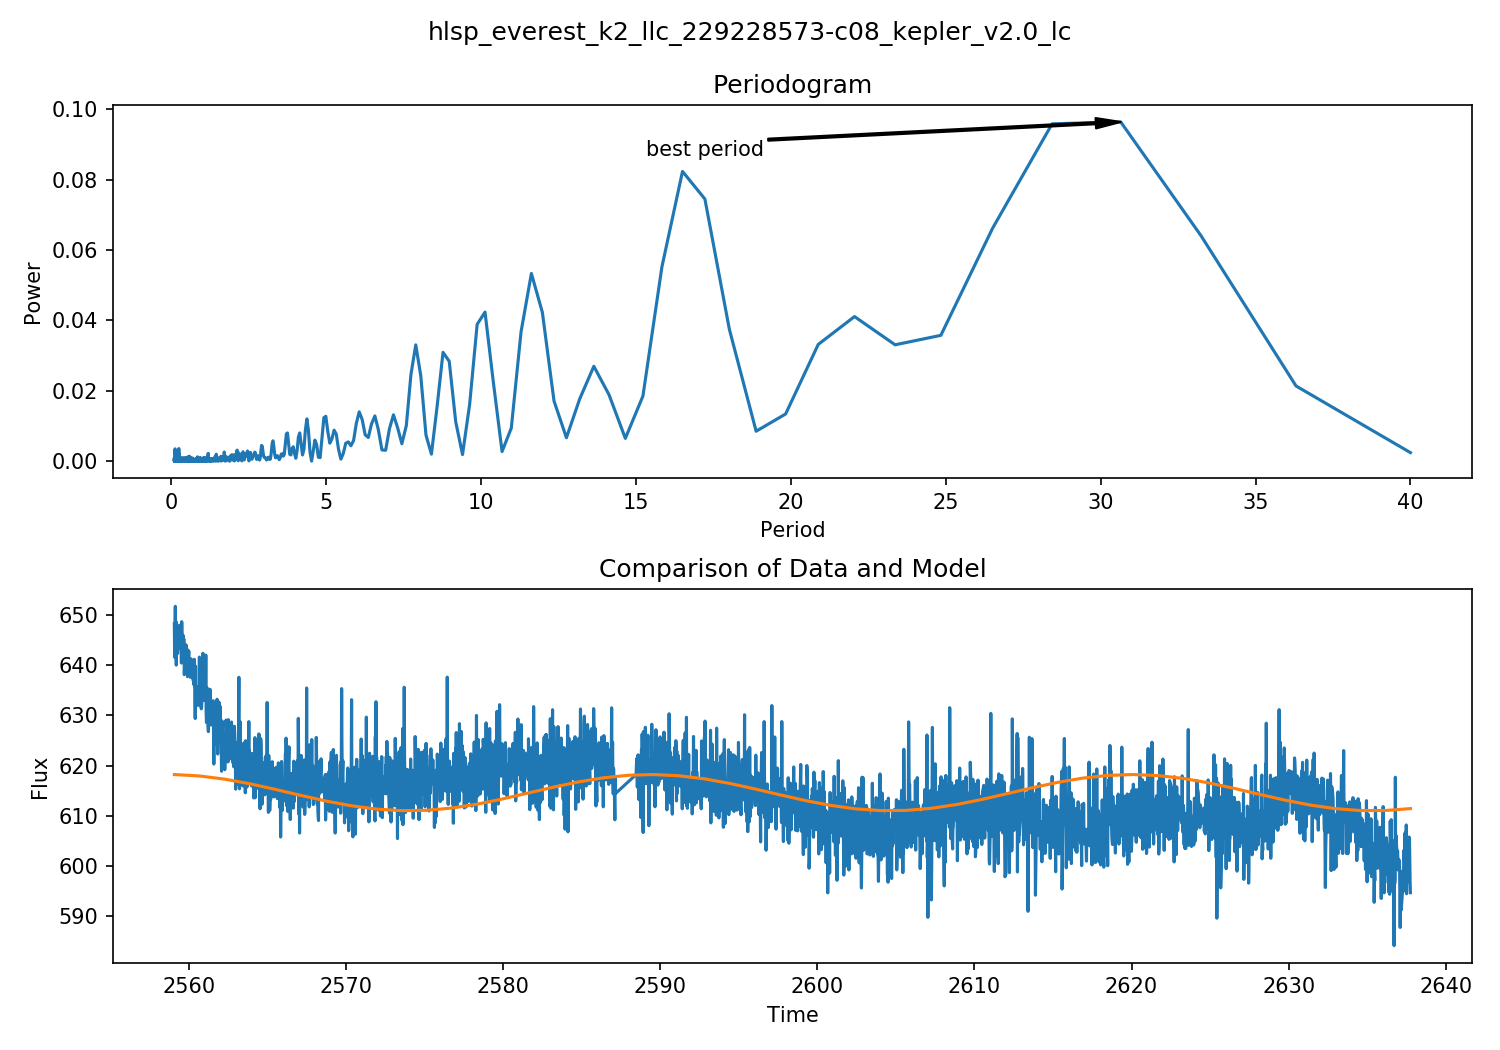 hlsp_everest_k2_llc_229228573-c08_kepler_v2.0_lc
Periodogram
0.10
0.08
0.06
0.04
0.02
0.00
Power
best period
0 5 10 15 20 25 30 35 40
Period
Comparison of Data and Model
650
640
630
620
610
600
590
Flux
2560 2570 2580 2590 2600 2610 2620 2630 2640
Time